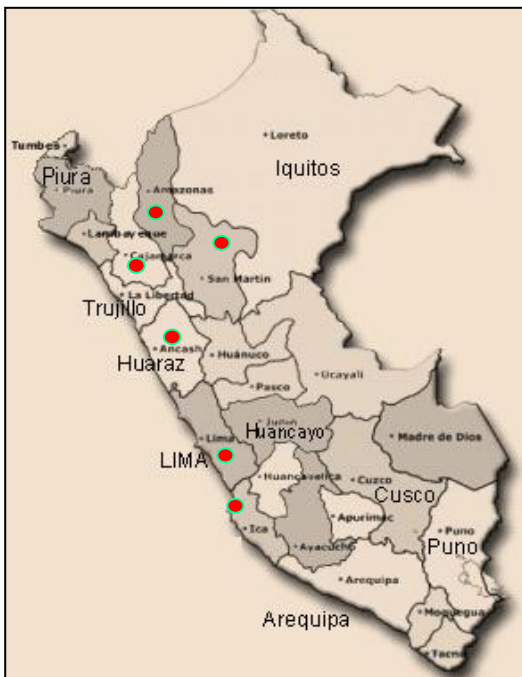 Loreto
Tumbes
Iquitos
Piura
Piura
Amazonas
Lambayeque
Cajamarca
San Martin
La Libertad
Trujillo
Ancash
Huaraz
Huánuco
Ucayali
Pasco
Junin
Huancayo
Lima
LIMA
Madre de Dios
Huancavelica
Cuzco
Cusco
Ica
Apurimac
Ayacucho
Puno
Puno
Arequipa
Arequipa
Moquegua
Tacna